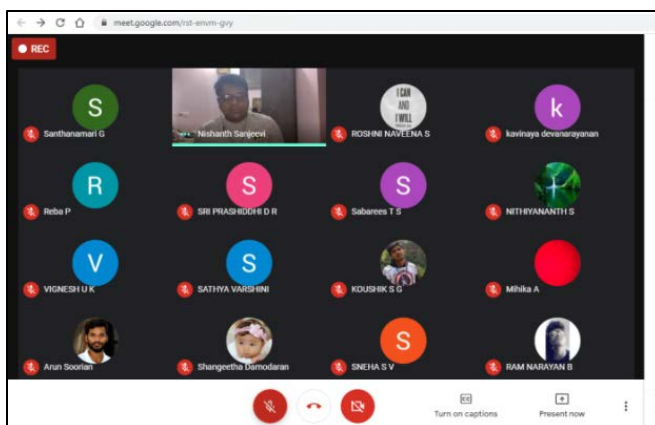 meet.google.com/rst-envm-gvy
REC
S
Santhanamari G
Nishanth Sanjeevi
I CAN
AND
I WILL
ROSHNI NAVEENA S
k
kavinaya devanarayanan
R
Reba P
S
SRI PRASHIDDHI D R
S
Sabarees T S
NITHIYANANTH S
V
VIGNESH U K
S
SATHYA VARSHINI
KOUSHIK S G
Mihika A
Arun Soorian
Shangeetha Damodaran
S
SNEHA S V
RAM NARAYAN B
Turn on captions
Present now